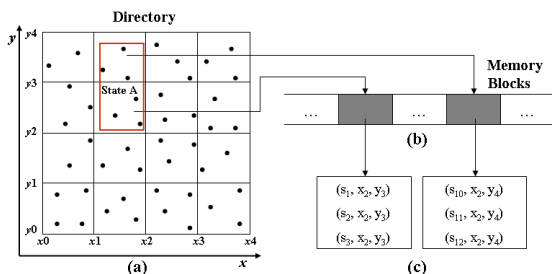 Directory
y
y4
y3
State A
y2
y1
y0
x0 x1 x2 x3 x4
(a) x
Memory
Blocks
... ... ...
(b)
(s1, x2, y3)
(s2, x2, y3)
(s3, x2, y3)
(s10, x2, y4)
(s11, x2, y4)
(s12, x2, y4)
(c)